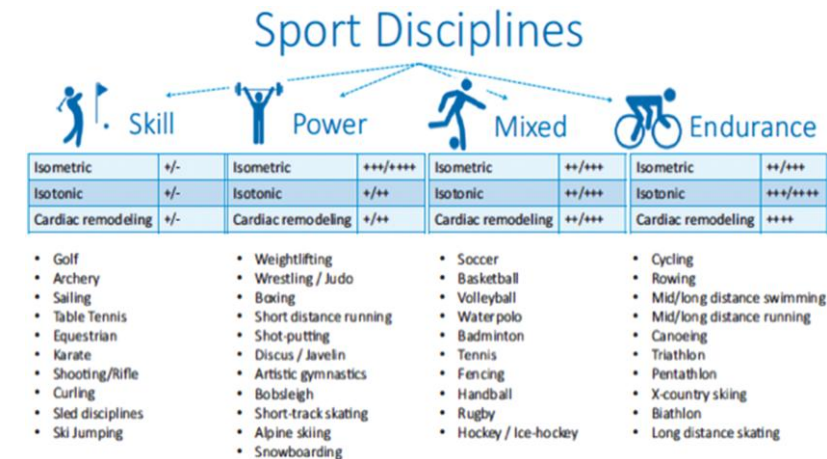 Sport Disciplines
Skill
Isometric +/-
Isotonic +/-
Cardiac remodeling +/-
• Golf
• Archery
• Sailing
• Table Tennis
• Equestrian
• Karate
• Shooting/Rifle
• Curling
• Sled disciplines
• Ski Jumping
Power
Isometric +++/++++
Isotonic +/++
Cardiac remodeling +/++
• Weightlifting
• Wrestling / Judo
• Boxing
• Short distance running
• Shot-putting
• Discus / Javelin
• Artistic gymnastics
• Bobsleigh
• Short-track skating
• Alpine skiing
• Snowboarding
Mixed
Isometric ++/+++
Isotonic ++/+++
Cardiac remodeling ++/+++
• Soccer
• Basketball
• Volleyball
• Waterpolo
• Badminton
• Tennis
• Fencing
• Handball
• Rugby
• Hockey / Ice-hockey
Endurance
Isometric ++/+++
Isotonic +++/++++
Cardiac remodeling ++++
• Cycling
• Rowing
• Mid/long distance swimming
• Mid/long distance running
• Canoeing
• Triathlon
• Pentathlon
• X-country skiing
• Biathlon
• Long distance skating